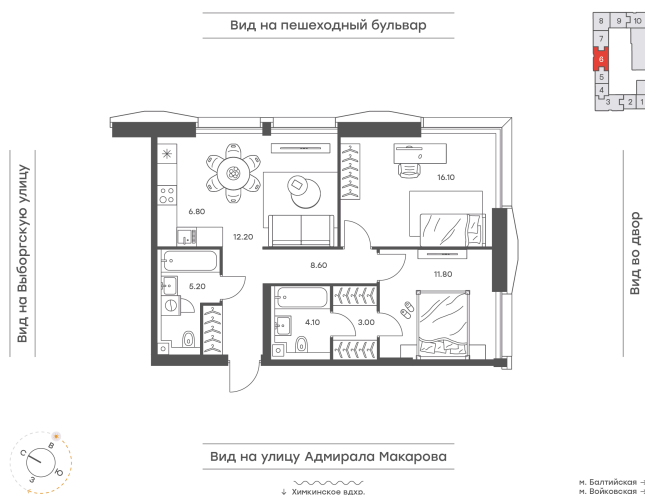 Вид на пешеходный бульвар
8 9 10
7
6
5
4
3 2 1
Вид на Выборгскую улицу
Вид во двор
16.10
6.80
12.20
8.60
11.80
5.20
4.10
3.00
Вид на улицу Адмирала Макарова
↓ Химкинское вдхр.
В
С
Ю
З
м. Балтийская →
м. Войковская →